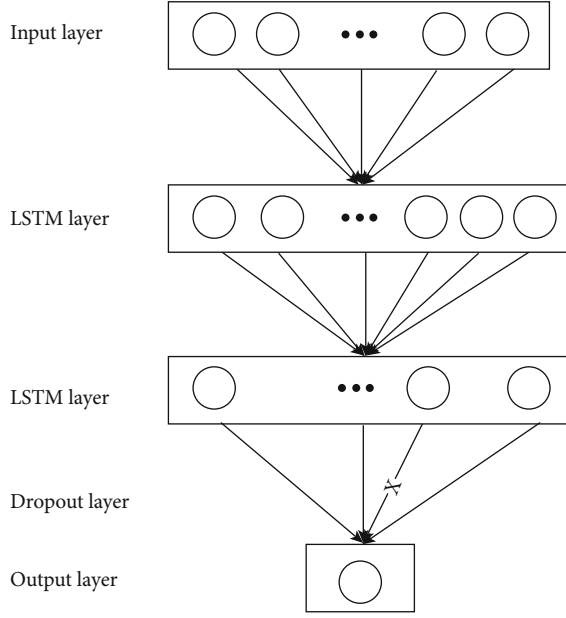 Input layer
LSTM layer
LSTM layer
X
Dropout layer
Output layer